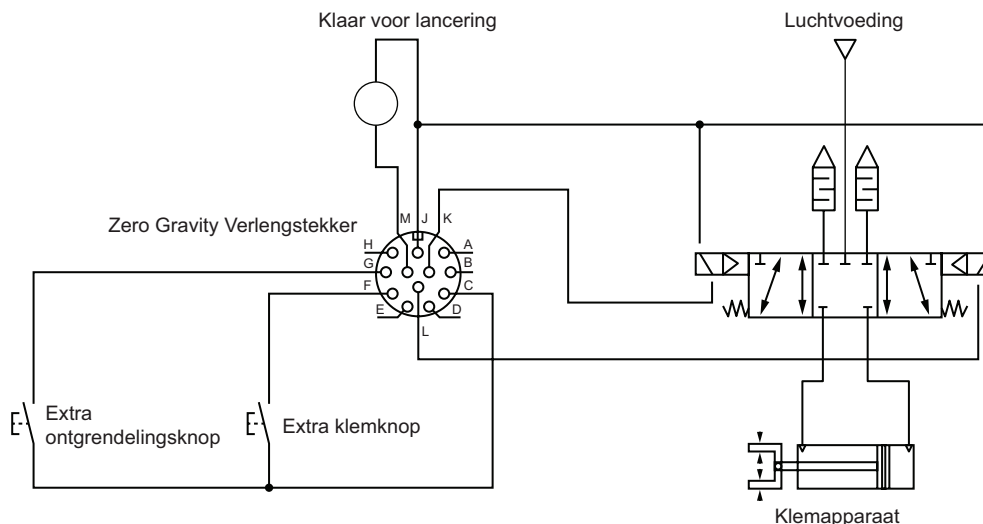 Klaar voor lancering
Luchtvoeding
Zero Gravity Verlengstekker
M J K
H A
G B
F C
E D
L
Extra
ontgrendelingsknop
Extra klemknop
Klemapparaat